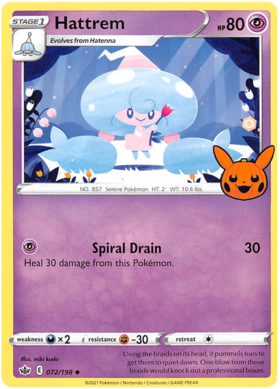 STAGE 1
Hattrem
HP 80
Evolves from Hatenna
NO. 857 Serene Pokémon HT: 2' WT: 10.6 lbs.
Spiral Drain 30
Heal 30 damage from this Pokémon.
weakness ×2 resistance -30 retreat
Illus. miki kudo
E 072/198
Using the braids on its head, it pummels foes to
get them to quiet down. One blow from those
braids would knock out a professional boxer.
©2021 Pokémon / Nintendo / Creatures / GAME FREAK